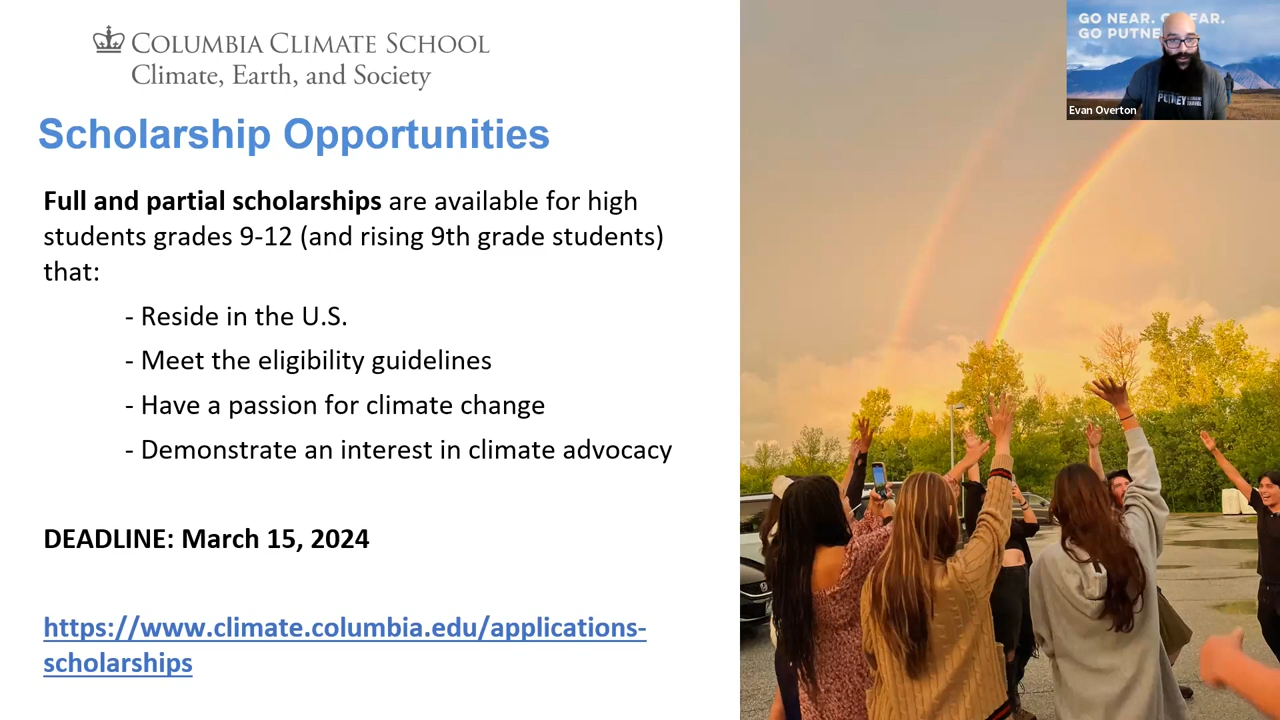 COLUMBIA CLIMATE SCHOOL
Climate, Earth, and Society
Scholarship Opportunities
Full and partial scholarships are available for high
students grades 9-12 (and rising 9th grade students)
that:
- Reside in the U.S.
- Meet the eligibility guidelines
- Have a passion for climate change
- Demonstrate an interest in climate advocacy
DEADLINE: March 15, 2024
https://www.climate.columbia.edu/applications-
scholarships
GO NEAR. FAR.
GO PUTNE
PUTNEY
Evan Overton